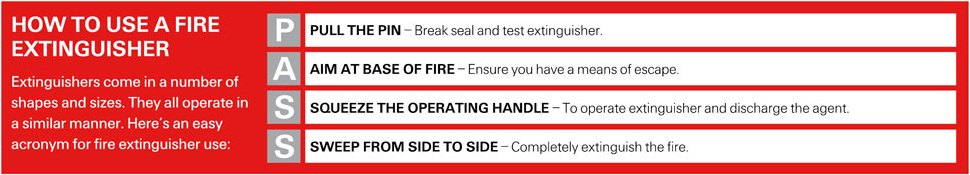 HOW TO USE A FIRE
EXTINGUISHER
Extinguishers come in a number of
shapes and sizes. They all operate in
a similar manner. Here's an easy
acronym for fire extinguisher use:
P PULL THE PIN – Break seal and test extinguisher.
A AIM AT BASE OF FIRE – Ensure you have a means of escape.
S SQUEEZE THE OPERATING HANDLE – To operate extinguisher and discharge the agent.
S SWEEP FROM SIDE TO SIDE – Completely extinguish the fire.